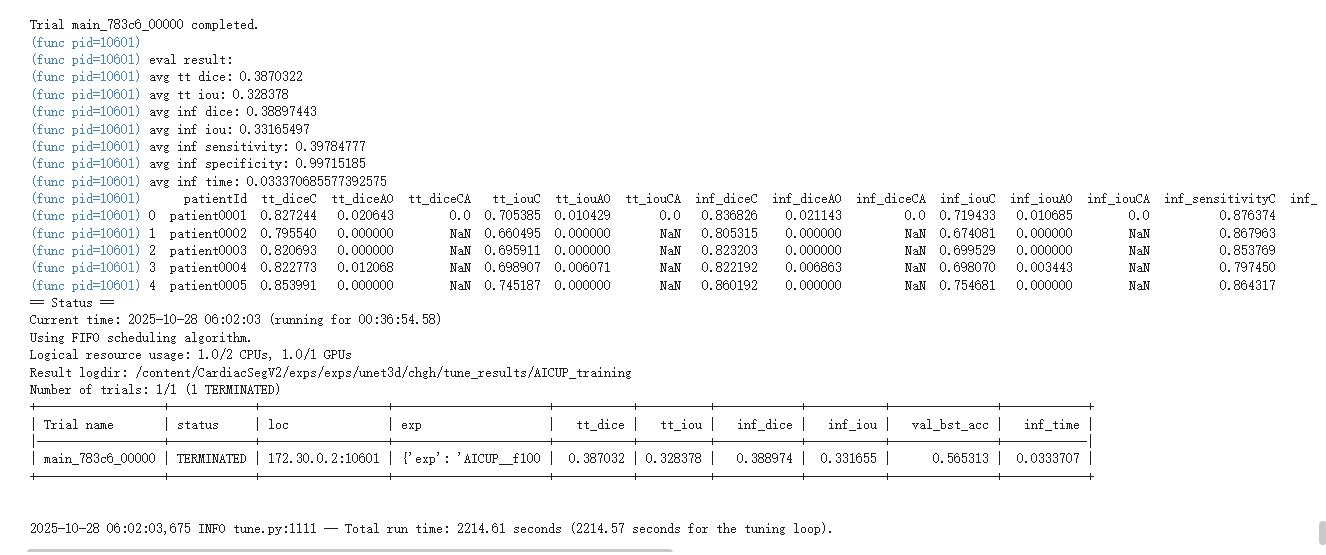 Trial main_783c6_00000 completed.
(func pid=10601)
(func pid=10601) eval result:
(func pid=10601) avg tt dice: 0.3870322
(func pid=10601) avg tt iou: 0.328378
(func pid=10601) avg inf dice: 0.38897443
(func pid=10601) avg inf iou: 0.33165497
(func pid=10601) avg inf sensitivity: 0.39784777
(func pid=10601) avg inf specificity: 0.99715185
(func pid=10601) avg inf time: 0.033370685577392575
(func pid=10601) patientId tt_diceC tt_diceAO tt_diceCA tt_iouC tt_iouAO tt_iouCA inf_diceC inf_diceAO inf_diceCA inf_iouC inf_iouAO inf_iouCA inf_sensitivityC inf_
(func pid=10601) 0 patient0001 0.827244 0.020643 0.0 0.705385 0.010429 0.0 0.836826 0.021143 0.0 0.719433 0.010685 0.0 0.876374
(func pid=10601) 1 patient0002 0.795540 0.000000 NaN 0.660495 0.000000 NaN 0.805315 0.000000 NaN 0.674081 0.000000 NaN 0.867963
(func pid=10601) 2 patient0003 0.820693 0.000000 NaN 0.695911 0.000000 NaN 0.823203 0.000000 NaN 0.699529 0.000000 NaN 0.853769
(func pid=10601) 3 patient0004 0.822773 0.012068 NaN 0.698907 0.006071 NaN 0.822192 0.006863 NaN 0.698070 0.003443 NaN 0.797450
(func pid=10601) 4 patient0005 0.853991 0.000000 NaN 0.745187 0.000000 NaN 0.860192 0.000000 NaN 0.754681 0.000000 NaN 0.864317
== Status ==
Current time: 2025-10-28 06:02:03 (running for 00:36:54.58)
Using FIFO scheduling algorithm.
Logical resource usage: 1.0/2 CPUs, 1.0/1 GPUs
Result logdir: /content/CardiacSegV2/exps/exps/unet3d/chgh/tune_results/AICUP_training
Number of trials: 1/1 (1 TERMINATED)
| Trial name | status | loc | exp | tt_dice | tt_iou | inf_dice | inf_iou | val_bst_acc | inf_time |
| main_783c6_00000 | TERMINATED | 172.30.0.2:10601 | {'exp': 'AICUP__f100 | 0.387032 | 0.328378 | 0.388974 | 0.331655 | 0.565313 | 0.0333707 |
2025-10-28 06:02:03,675 INFO tune.py:1111 — Total run time: 2214.61 seconds (2214.57 seconds for the tuning loop).